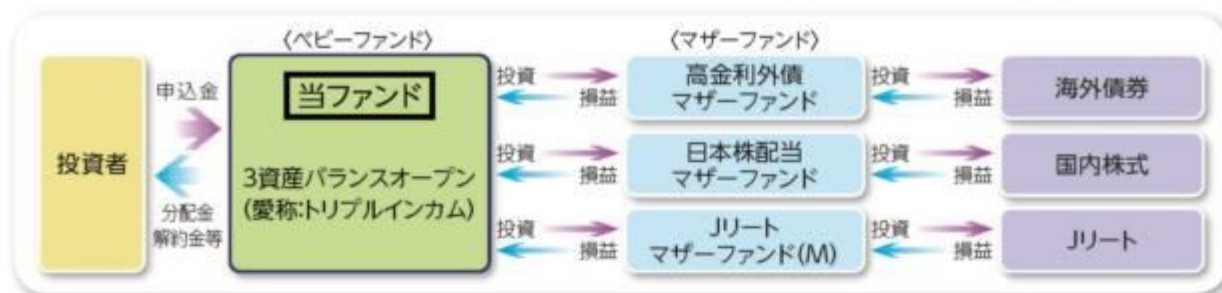 〈ベビーファンド〉
〈マザーファンド〉
投資者
申込金
分配金
解約金等
当ファンド
3資産バランスオープン
(愛称:トリプルインカム)
投資
損益
高金利外債
マザーファンド
投資
損益
海外債券
投資
損益
日本株配当
マザーファンド
投資
損益
国内株式
投資
損益
Jリート
マザーファンド(M)
投資
損益
Jリート